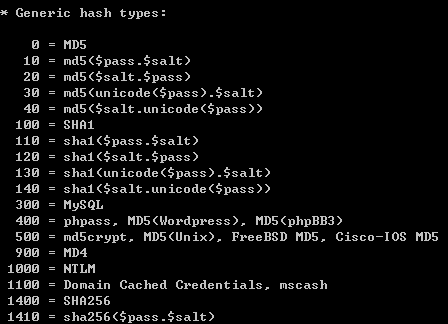 * Generic hash types:
0 = MD5
10 = md5($pass.$salt)
20 = md5($salt.$pass)
30 = md5(unicode($pass).$salt)
40 = md5($salt.unicode($pass))
100 = SHA1
110 = sha1($pass.$salt)
120 = sha1($salt.$pass)
130 = sha1(unicode($pass).$salt)
140 = sha1($salt.unicode($pass))
300 = MySQL
400 = phpass, MD5(Wordpress), MD5(phpBB3)
500 = md5crypt, MD5(Unix), FreeBSD MD5, Cisco-IOS MD5
900 = MD4
1000 = NTLM
1100 = Domain Cached Credentials, mscash
1400 = SHA256
1410 = sha256($pass.$salt)